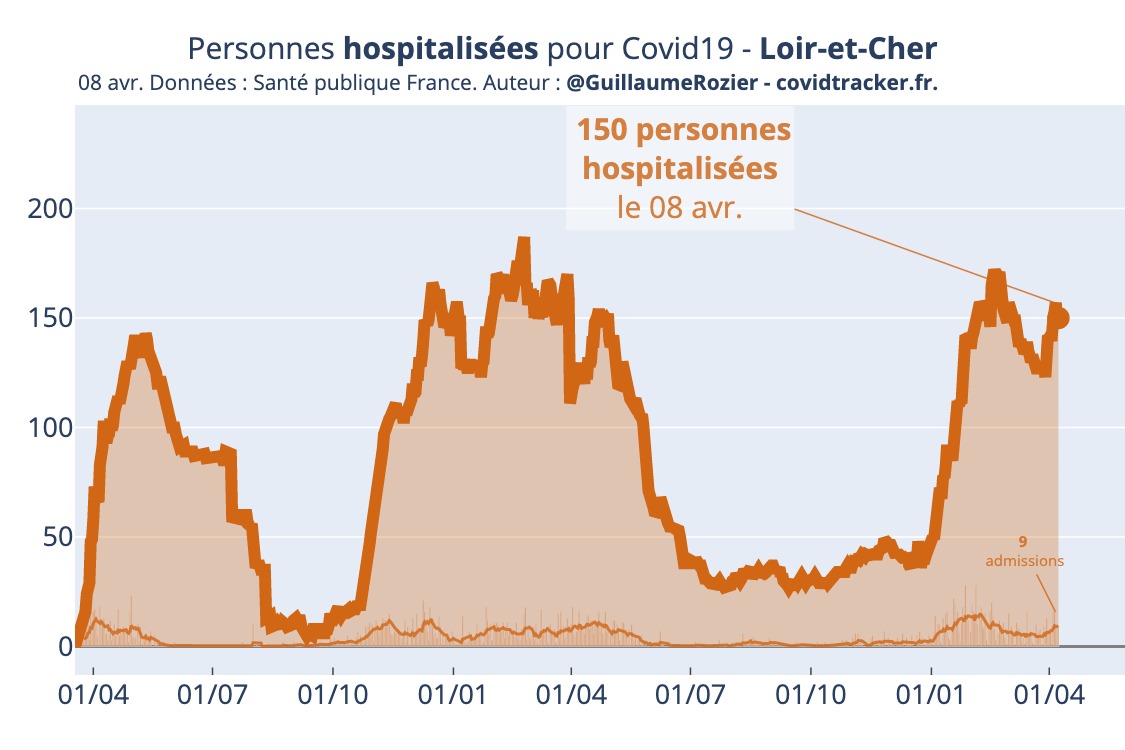 Personnes hospitalisées pour Covid19 - Loir-et-Cher
08 avr. Données : Santé publique France. Auteur : @GuillaumeRozier - covidtracker.fr.
150 personnes
hospitalisées
le 08 avr.
200
150
100
50
0
9
admissions
01/04
01/07
01/10
01/01
01/04
01/07
01/10
01/01
01/04